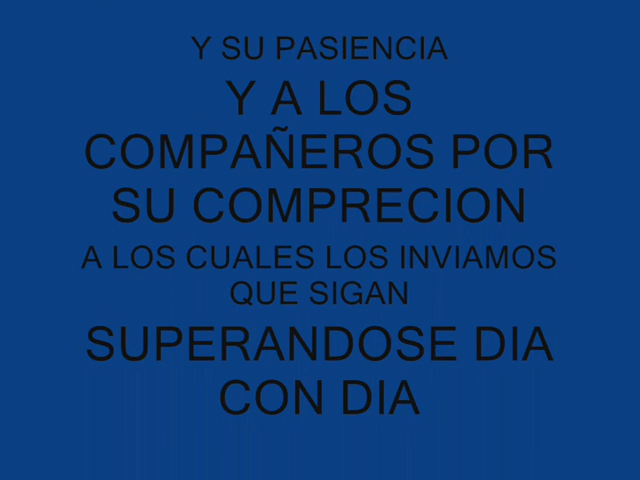 Y SU PASIENCIA
Y A LOS
COMPAÑEROS POR
SU COMPRECION
A LOS CUALES LOS INVIAMOS
QUE SIGAN
SUPERANDOSE DIA
CON DIA